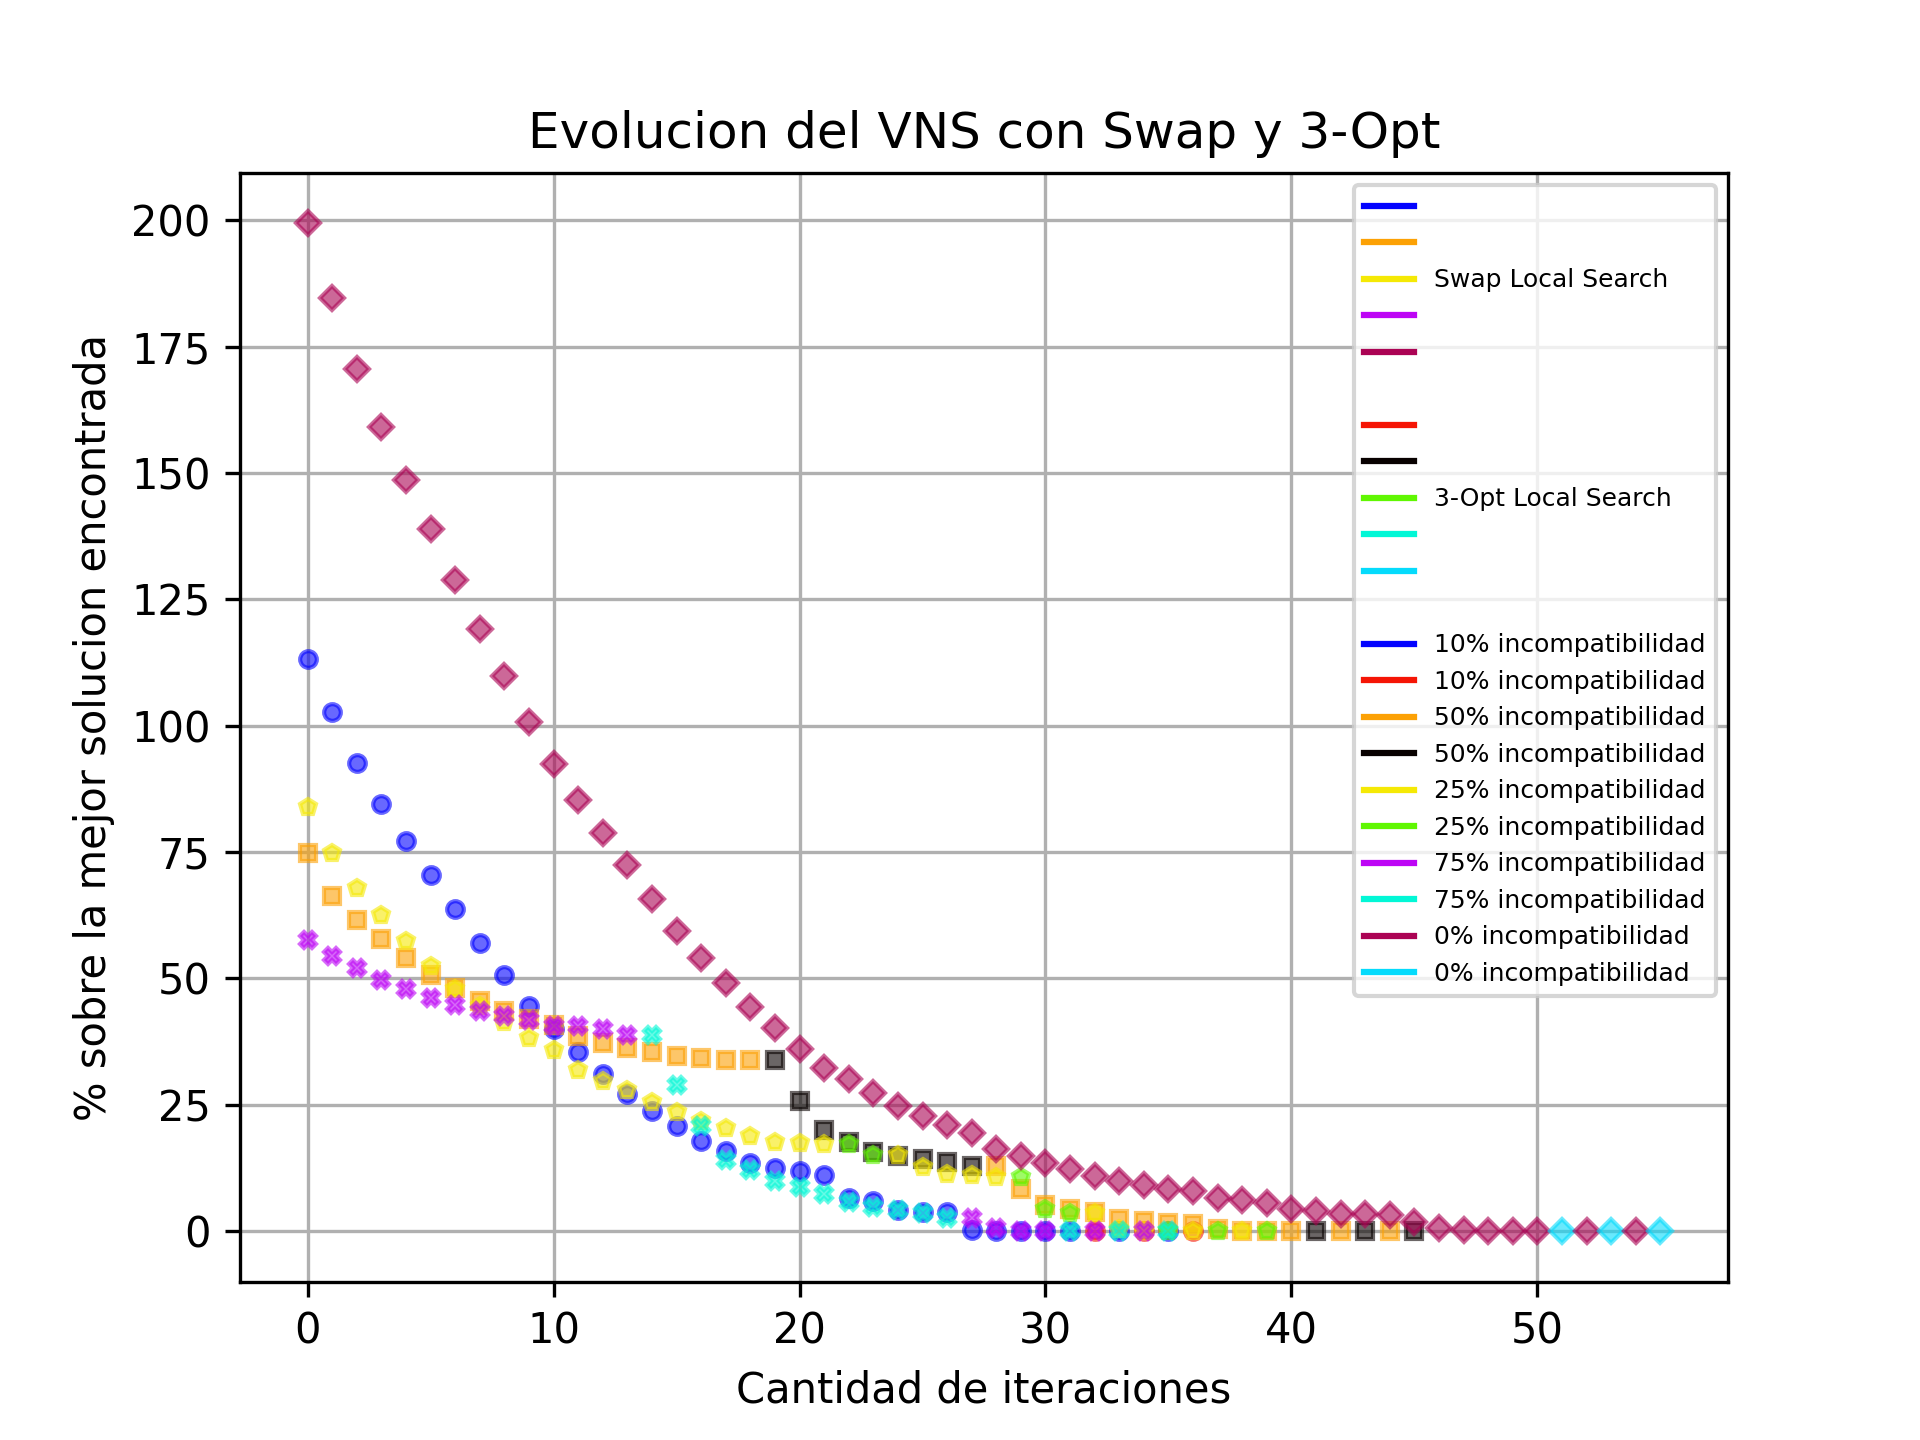 Evolucion del VNS con Swap y 3-Opt
% sobre la mejor solucion encontrada
200
175
150
125
100
75
50
25
0
0 10 20 30 40 50
Cantidad de iteraciones
Swap Local Search
3-Opt Local Search
10% incompatibilidad
10% incompatibilidad
50% incompatibilidad
50% incompatibilidad
25% incompatibilidad
25% incompatibilidad
75% incompatibilidad
75% incompatibilidad
0% incompatibilidad
0% incompatibilidad